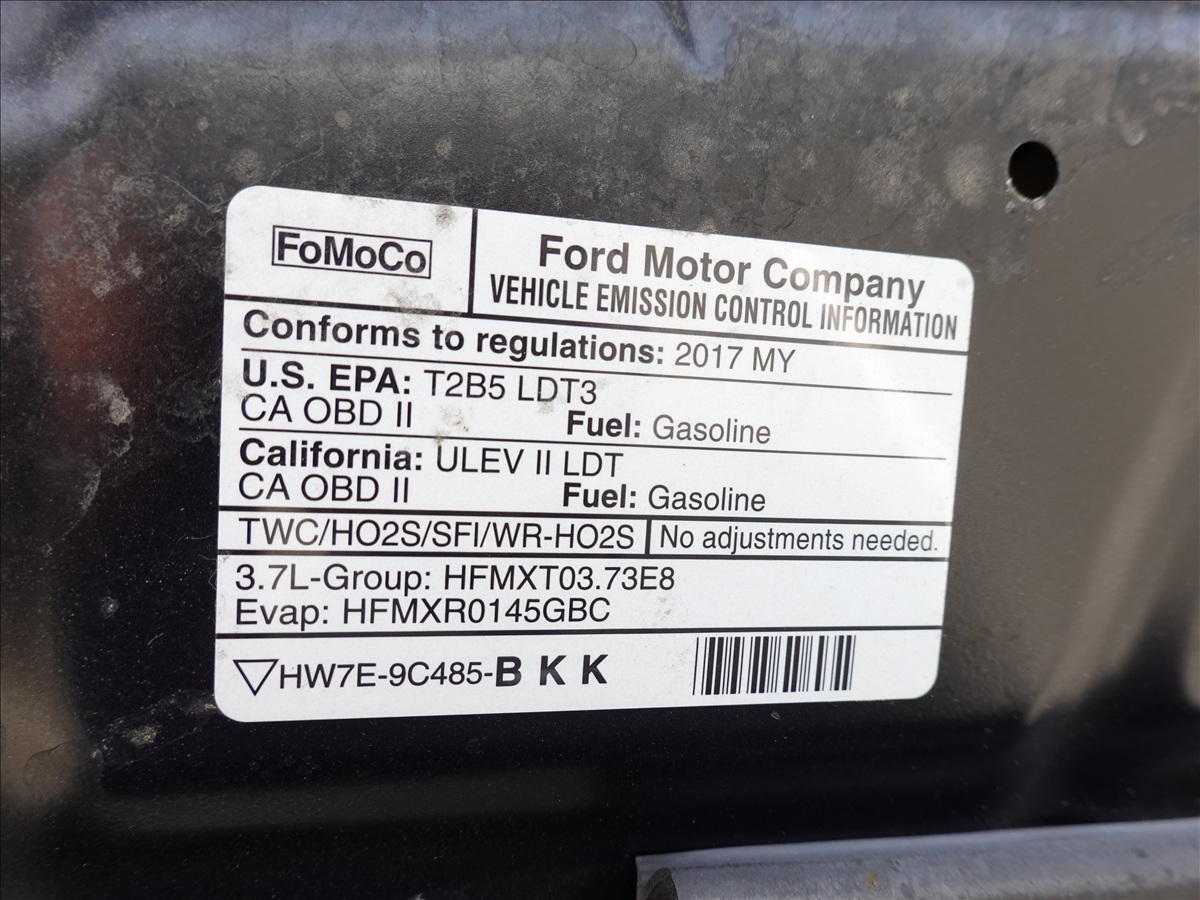 FoMoCo
Ford Motor Company
VEHICLE EMISSION CONTROL INFORMATION
Conforms to regulations: 2017 MY
U.S. EPA: T2B5 LDT3
CA OBD II Fuel: Gasoline
California: ULEV II LDT
CA OBD II Fuel: Gasoline
TWC/HO2S/SFI/WR-HO2S No adjustments needed.
3.7L-Group: HFMXT03.73E8
Evap: HFMXR0145GBC
HW7E-9C485-B K K